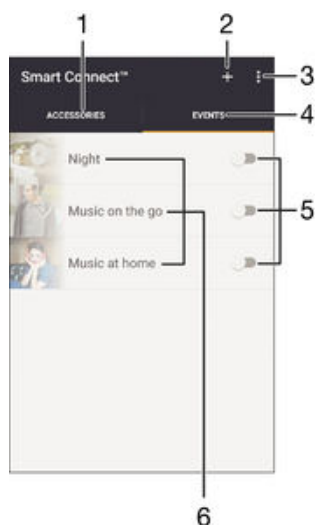 1
2
Smart Connect™
3
ACCESSORIES EVENTS
4
Night
Music on the go
5
Music at home
6